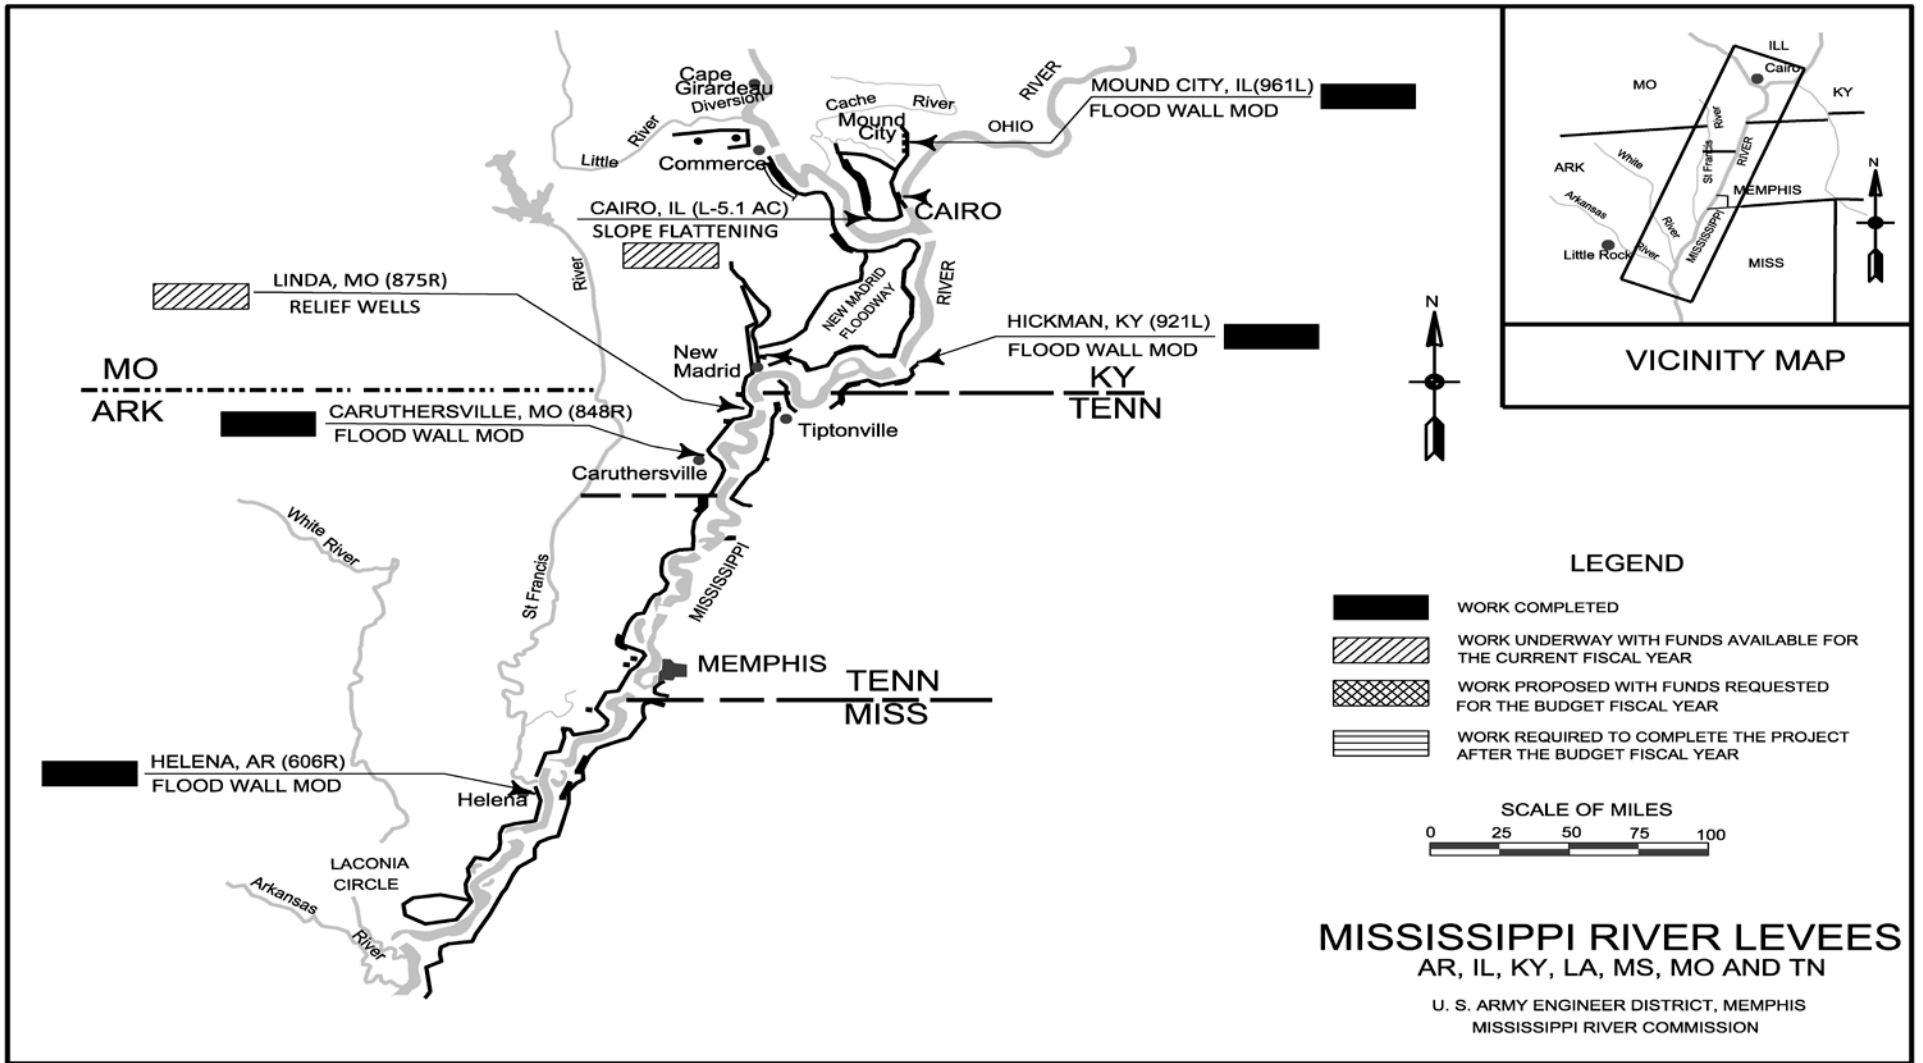 Cape
Girardeau
Diversion
Little
River
Commerce
Cache
River
Mound
City
OHIO
RIVER
MOUND CITY, IL(961L)
FLOOD WALL MOD
CAIRO, IL (L-5.1 AC)
SLOPE FLATTENING
CAIRO
LINDA, MO (875R)
RELIEF WELLS
River
NEW MADRID
FLOODWAY
RIVER
HICKMAN, KY (921L)
FLOOD WALL MOD
New
Madrid
MO
ARK
KY
TENN
CARUTHERSVILLE, MO (848R)
FLOOD WALL MOD
Tiptonville
Caruthersville
White River
St Francis
MISSISSIPPI
MEMPHIS
TENN
MISS
HELENA, AR (606R)
FLOOD WALL MOD
Helena
LACONIA
CIRCLE
Arkansas
River
N
ILL
Cairo
MO
KY
River
St Francis
RIVER
White
River
ARK
MEMPHIS
Arkansas
River
MISSISSIPPI
Little Rock
MISS
N
VICINITY MAP
LEGEND
WORK COMPLETED
WORK UNDERWAY WITH FUNDS AVAILABLE FOR
THE CURRENT FISCAL YEAR
WORK PROPOSED WITH FUNDS REQUESTED
FOR THE BUDGET FISCAL YEAR
WORK REQUIRED TO COMPLETE THE PROJECT
AFTER THE BUDGET FISCAL YEAR
SCALE OF MILES
0 25 50 75 100
MISSISSIPPI RIVER LEVEES
AR, IL, KY, LA, MS, MO AND TN
U. S. ARMY ENGINEER DISTRICT, MEMPHIS
MISSISSIPPI RIVER COMMISSION